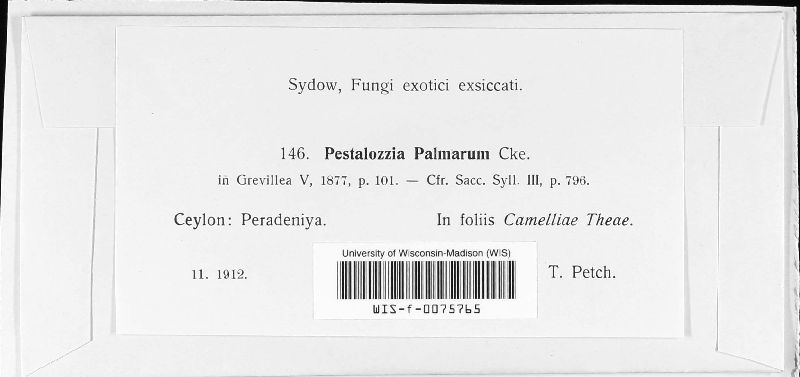 Sydow, Fungi exotici exsiccati.
146. Pestalozzia Palmarum Cke.
in Grevillea V, 1877, p. 101. — Cfr. Sacc. Syll. III, p. 796.
Ceylon: Peradeniya. In foliis Camelliae Theae.
11. 1912. T. Petch.
University of Wisconsin-Madison (WIS)
WIS-f-0075765